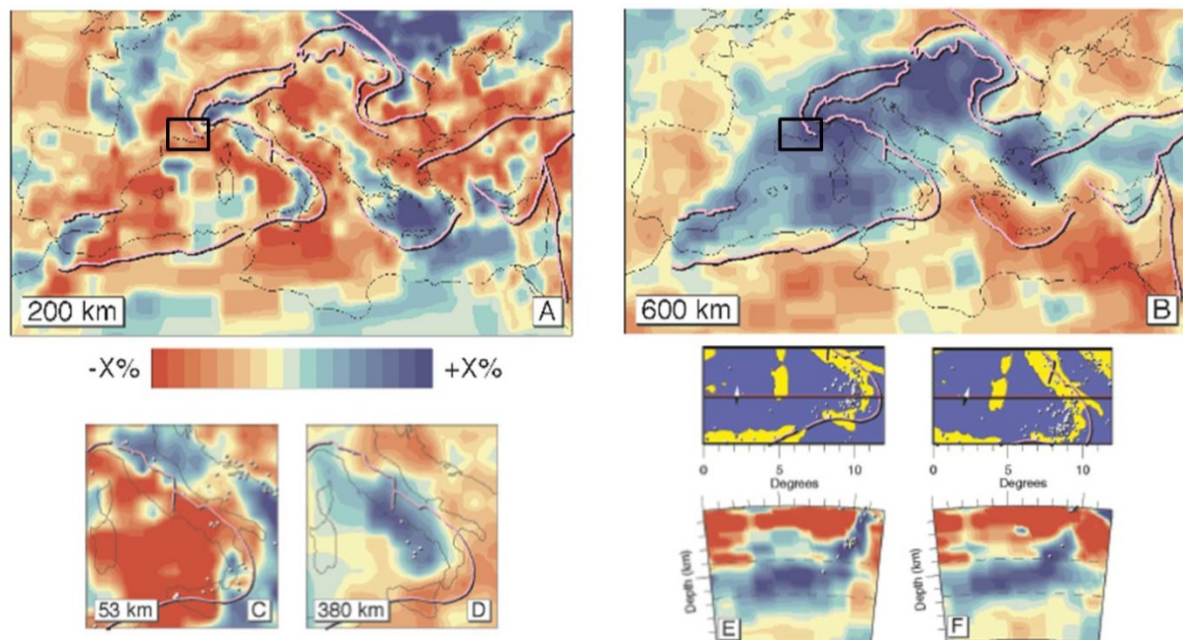 200 km
A
600 km
B
-X%
+X%
53 km
C
380 km
D
0 5 10
Degrees
0 5 10
Degrees
Depth (km)
E
Depth (km)
F